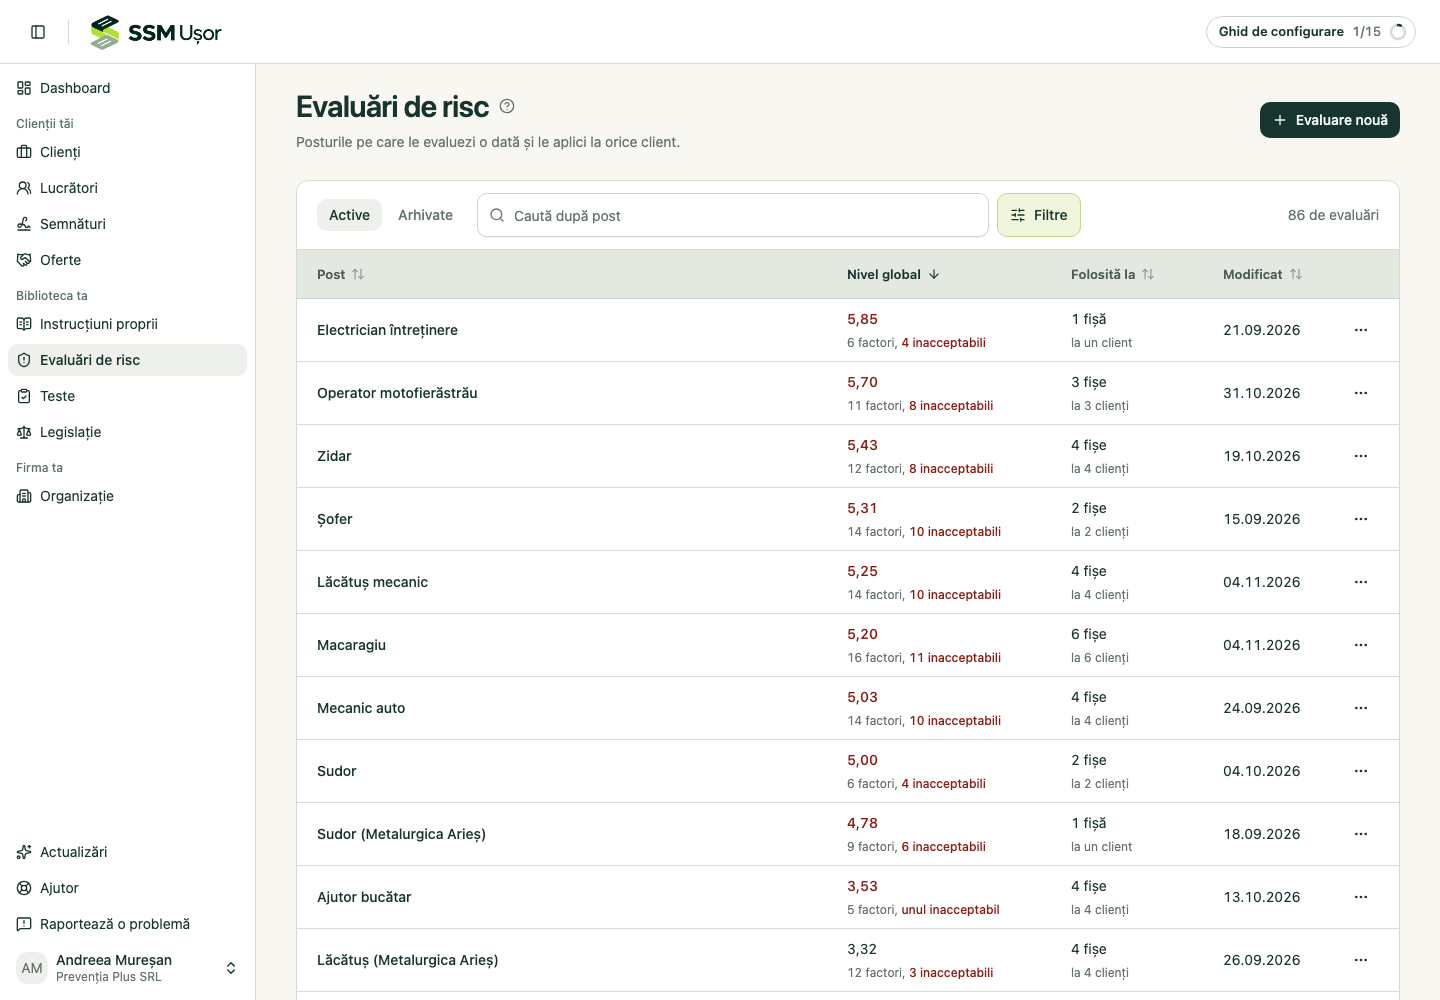 SSM Ușor
Ghid de configurare 1/15
Dashboard
Clienții tăi
Clienți
Lucrători
Semnături
Oferte
Biblioteca ta
Instrucțiuni proprii
Evaluări de risc
Teste
Legislație
Firma ta
Organizație
Actualizări
Ajutor
Raportează o problemă
AM
Andreea Mureșan
Prevenția Plus SRL
Evaluări de risc
Posturile pe care le evaluezi o dată și le aplici la orice client.
Evaluare nouă
Active Arhivate Caută după post Filtre 86 de evaluări
Post Nivel global Folosită la Modificat
Electrician întreținere 5,85 1 fișă 21.09.2026
6 factori, 4 inacceptabili la un client
Operator motofierăstrău 5,70 3 fișe 31.10.2026
11 factori, 8 inacceptabili la 3 clienți
Zidar 5,43 4 fișe 19.10.2026
12 factori, 8 inacceptabili la 4 clienți
Șofer 5,31 2 fișe 15.09.2026
14 factori, 10 inacceptabili la 2 clienți
Lăcătuș mecanic 5,25 4 fișe 04.11.2026
14 factori, 10 inacceptabili la 4 clienți
Macaragiu 5,20 6 fișe 04.11.2026
16 factori, 11 inacceptabili la 6 clienți
Mecanic auto 5,03 4 fișe 24.09.2026
14 factori, 10 inacceptabili la 4 clienți
Sudor 5,00 2 fișe 04.10.2026
6 factori, 4 inacceptabili la 2 clienți
Sudor (Metalurgica Arieș) 4,78 1 fișă 18.09.2026
9 factori, 6 inacceptabili la un client
Ajutor bucătar 3,53 4 fișe 13.10.2026
5 factori, unul inacceptabil la 4 clienți
Lăcătuș (Metalurgica Arieș) 3,32 4 fișe 26.09.2026
12 factori, 3 inacceptabili la 4 clienți